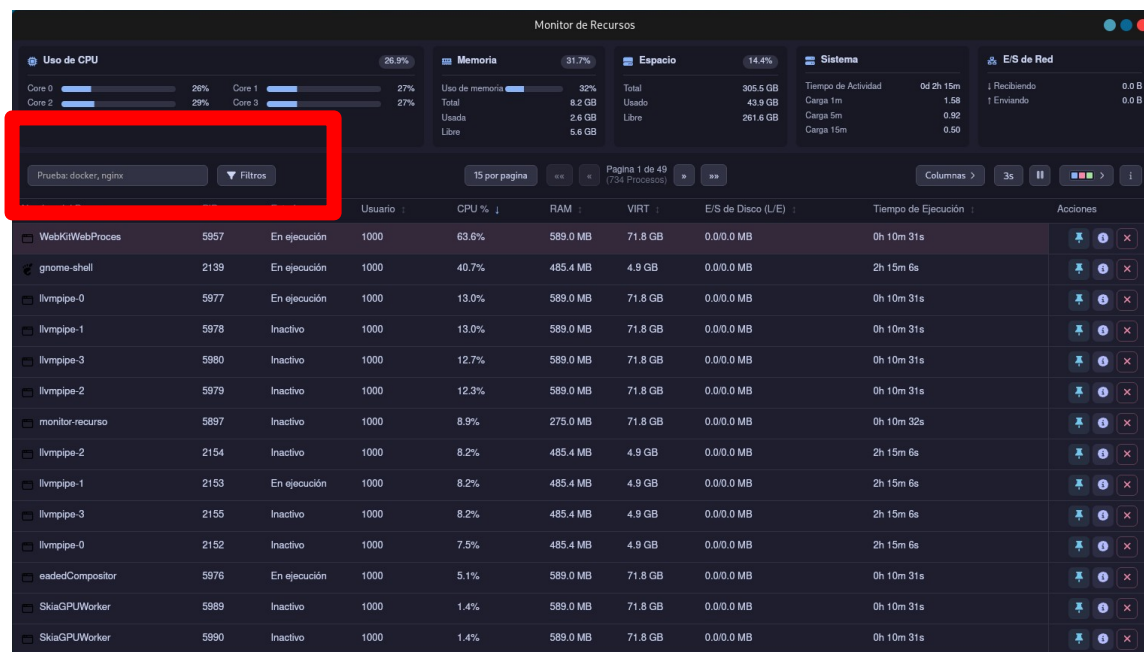 Monitor de Recursos
Uso de CPU 26.9%
Core 0 26% Core 1 27%
Core 2 29% Core 3 27%
Memoria 31.7%
Uso de memoria 32%
Total 8.2 GB
Usada 2.6 GB
Libre 5.6 GB
Espacio 14.4%
Total 305.5 GB
Usado 43.9 GB
Libre 261.6 GB
Sistema
Tiempo de Actividad 0d 2h 15m
Carga 1m 1.58
Carga 5m 0.92
Carga 15m 0.50
E/S de Red
↓ Recibiendo 0.0 B
↑ Enviando 0.0 B
Prueba: docker, nginx Filtros 15 por pagina «« « Pagina 1 de 49 » »» Columnas > 3s > i
(734 Procesos)
Usuario CPU % ↓ RAM VIRT E/S de Disco (L/E) Tiempo de Ejecución Acciones
WebKitWebProces 5957 En ejecución 1000 63.6% 589.0 MB 71.8 GB 0.0/0.0 MB 0h 10m 31s
gnome-shell 2139 En ejecución 1000 40.7% 485.4 MB 4.9 GB 0.0/0.0 MB 2h 15m 6s
llvmpipe-0 5977 En ejecución 1000 13.0% 589.0 MB 71.8 GB 0.0/0.0 MB 0h 10m 31s
llvmpipe-1 5978 Inactivo 1000 13.0% 589.0 MB 71.8 GB 0.0/0.0 MB 0h 10m 31s
llvmpipe-3 5980 Inactivo 1000 12.7% 589.0 MB 71.8 GB 0.0/0.0 MB 0h 10m 31s
llvmpipe-2 5979 Inactivo 1000 12.3% 589.0 MB 71.8 GB 0.0/0.0 MB 0h 10m 31s
monitor-recurso 5897 Inactivo 1000 8.9% 275.0 MB 71.8 GB 0.0/0.0 MB 0h 10m 32s
llvmpipe-2 2154 Inactivo 1000 8.2% 485.4 MB 4.9 GB 0.0/0.0 MB 2h 15m 6s
llvmpipe-1 2153 En ejecución 1000 8.2% 485.4 MB 4.9 GB 0.0/0.0 MB 2h 15m 6s
llvmpipe-3 2155 Inactivo 1000 8.2% 485.4 MB 4.9 GB 0.0/0.0 MB 2h 15m 6s
llvmpipe-0 2152 Inactivo 1000 7.5% 485.4 MB 4.9 GB 0.0/0.0 MB 2h 15m 6s
eadedCompositor 5976 En ejecución 1000 5.1% 589.0 MB 71.8 GB 0.0/0.0 MB 0h 10m 31s
SkiaGPUWorker 5989 Inactivo 1000 1.4% 589.0 MB 71.8 GB 0.0/0.0 MB 0h 10m 31s
SkiaGPUWorker 5990 Inactivo 1000 1.4% 589.0 MB 71.8 GB 0.0/0.0 MB 0h 10m 31s